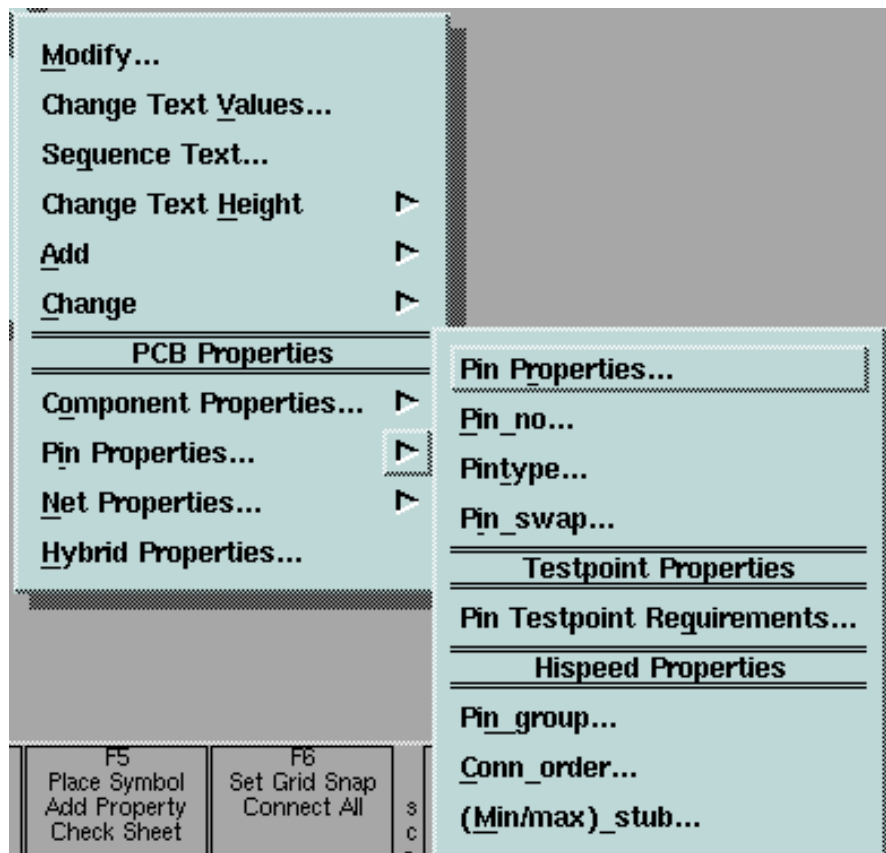 Modify...
Change Text Values...
Sequence Text...
Change Text Height
Add
Change
PCB Properties
Component Properties...
Pin Properties...
Net Properties...
Hybrid Properties...
Pin Properties...
Pin_no...
Pintype...
Pin_swap...
Testpoint Properties
Pin Testpoint Requirements...
Hispeed Properties
Pin_group...
Conn_order...
(Min/max)_stub...
F5
Place Symbol
Add Property
Check Sheet
F6
Set Grid Snap
Connect All
s
c